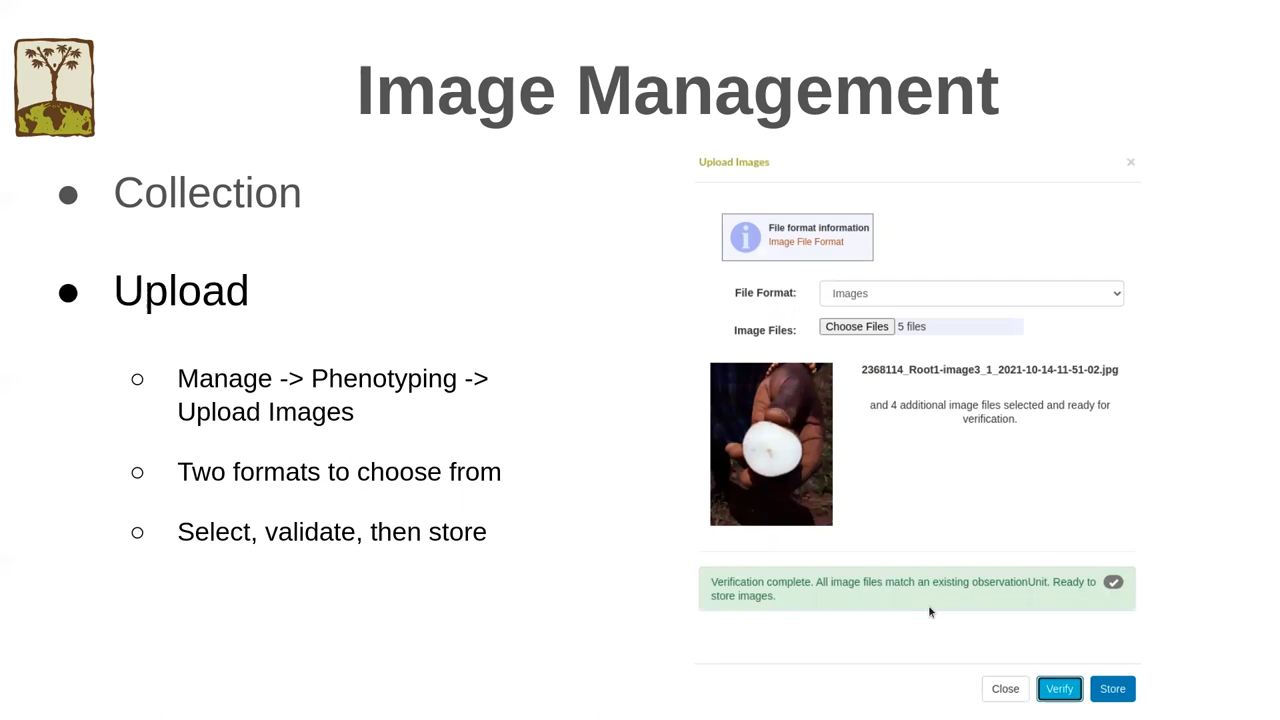 Image Management
● Collection
● Upload
○ Manage -> Phenotyping ->
Upload Images
○ Two formats to choose from
○ Select, validate, then store
Upload Images ×
File format information
Image File Format
File Format: Images
Image Files: Choose Files 5 files
2368114_Root1-image3_1_2021-10-14-11-51-02.jpg
and 4 additional image files selected and ready for
verification.
Verification complete. All image files match an existing observationUnit. Ready to
store images.
Close Verify Store